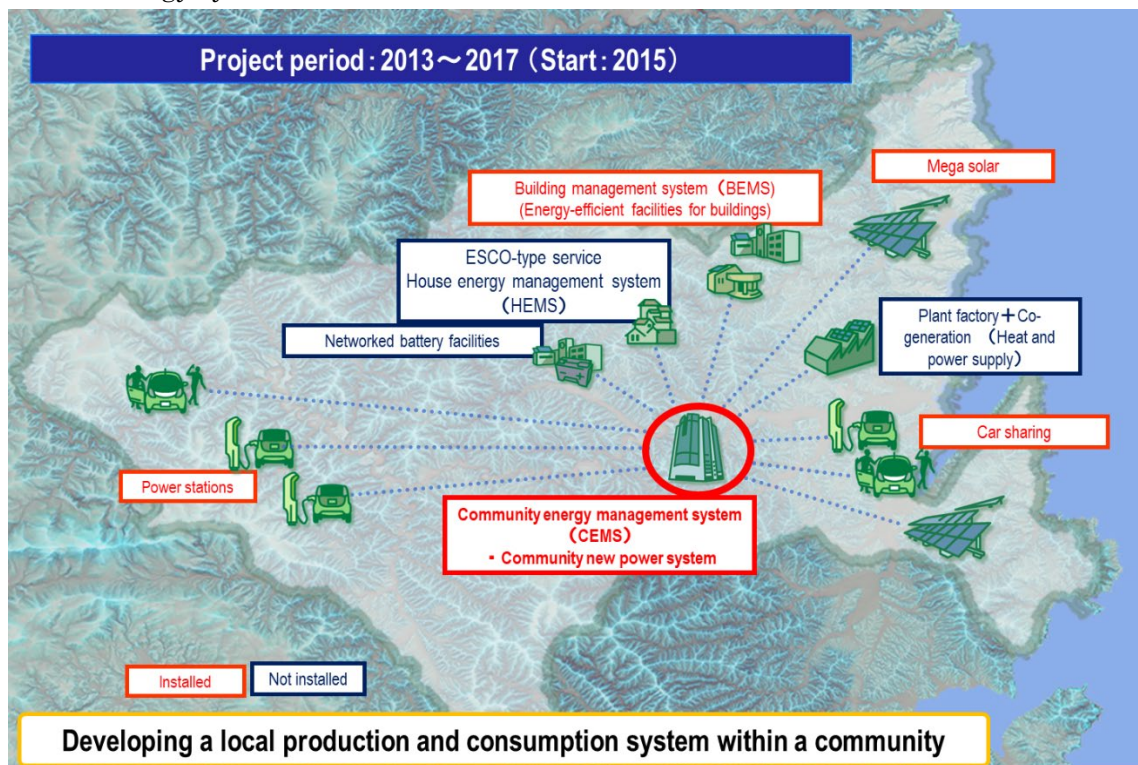 Project period : 2013～2017 (Start : 2015)
Mega solar
Building management system (BEMS)
(Energy-efficient facilities for buildings)
ESCO-type service
House energy management system
(HEMS)
Networked battery facilities
Plant factory＋Co-
generation (Heat and
power supply)
Car sharing
Power stations
Community energy management system
(CEMS)
・Community new power system
Installed
Not installed
Developing a local production and consumption system within a community